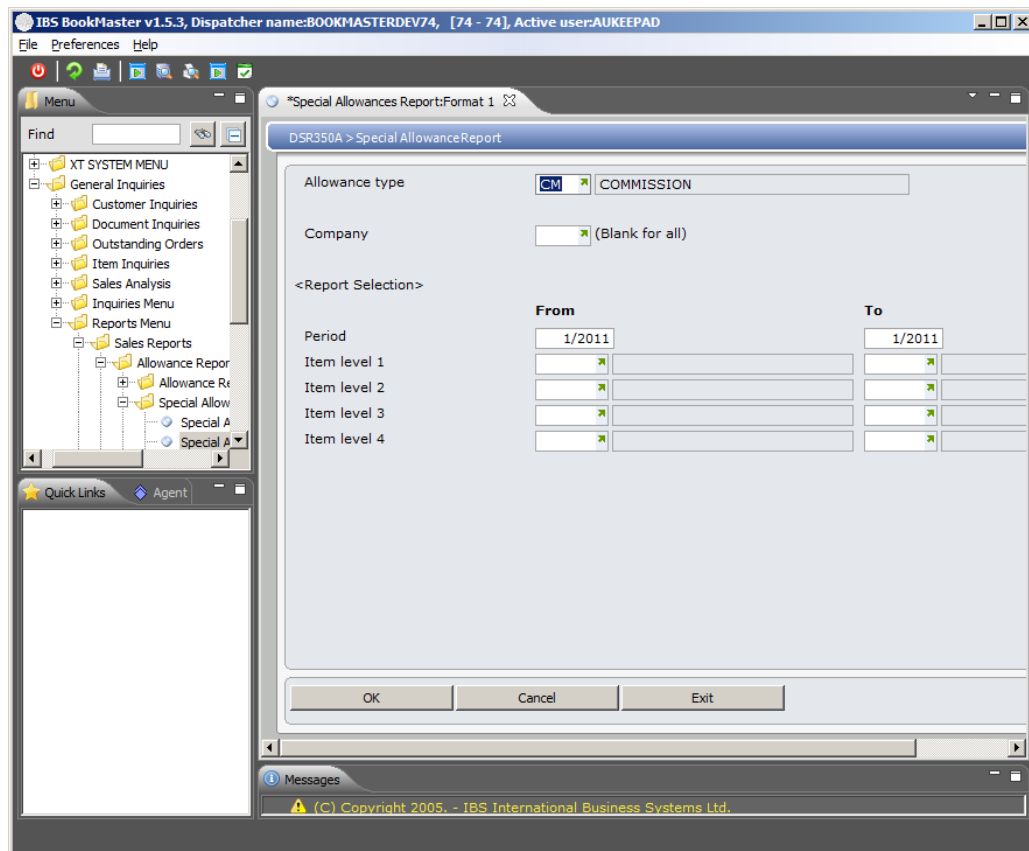 IBS BookMaster v1.5.3, Dispatcher name:BOOKMASTERDEV74, [74 - 74], Active user:AUKEEPAD
File Preferences Help
Menu
Find
XT SYSTEM MENU
General Inquiries
Customer Inquiries
Document Inquiries
Outstanding Orders
Item Inquiries
Sales Analysis
Inquiries Menu
Reports Menu
Sales Reports
Allowance Repor
Allowance Re
Special Allow
Special A
Special A
Quick Links Agent
*Special Allowances Report:Format 1
DSR350A > Special AllowanceReport
Allowance type CM COMMISSION
Company (Blank for all)
<Report Selection>
From To
Period 1/2011 1/2011
Item level 1
Item level 2
Item level 3
Item level 4
OK Cancel Exit
Messages
(C) Copyright 2005. - IBS International Business Systems Ltd.